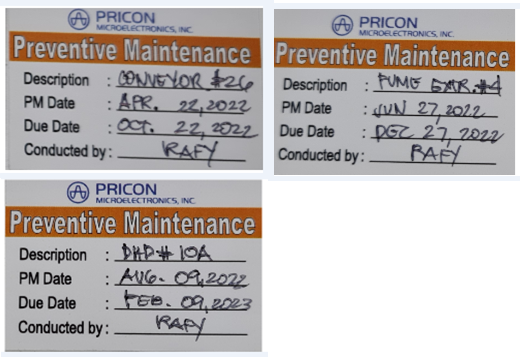 PRICON
MICROELECTRONICS, INC.
Preventive Maintenance
Description : CONVEYOR #26
PM Date : APR. 22,2022
Due Date : OCT. 22,2022
Conducted by: RAFY
PRICON
MICROELECTRONICS, INC.
Preventive Maintenance
Description : FUME EXTR.#4
PM Date : JUN 27,2022
Due Date : DEC 27,2022
Conducted by: RAFY
PRICON
MICROELECTRONICS, INC.
Preventive Maintenance
Description : DHD# 10A
PM Date : AUG. 09,2022
Due Date : FEB. 09,2023
Conducted by: RAFY